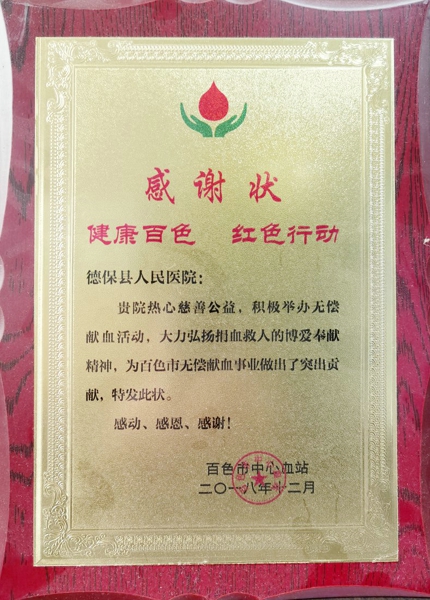 感谢状
健康百色 红色行动
德保县人民医院：
贵院热心慈善公益，积极举办无偿
献血活动，大力弘扬捐血救人的博爱奉献
精神，为百色市无偿献血事业做出了突出贡
献，特发此状。
感动、感恩、感谢！
百色市中心血站
二〇一八年十二月